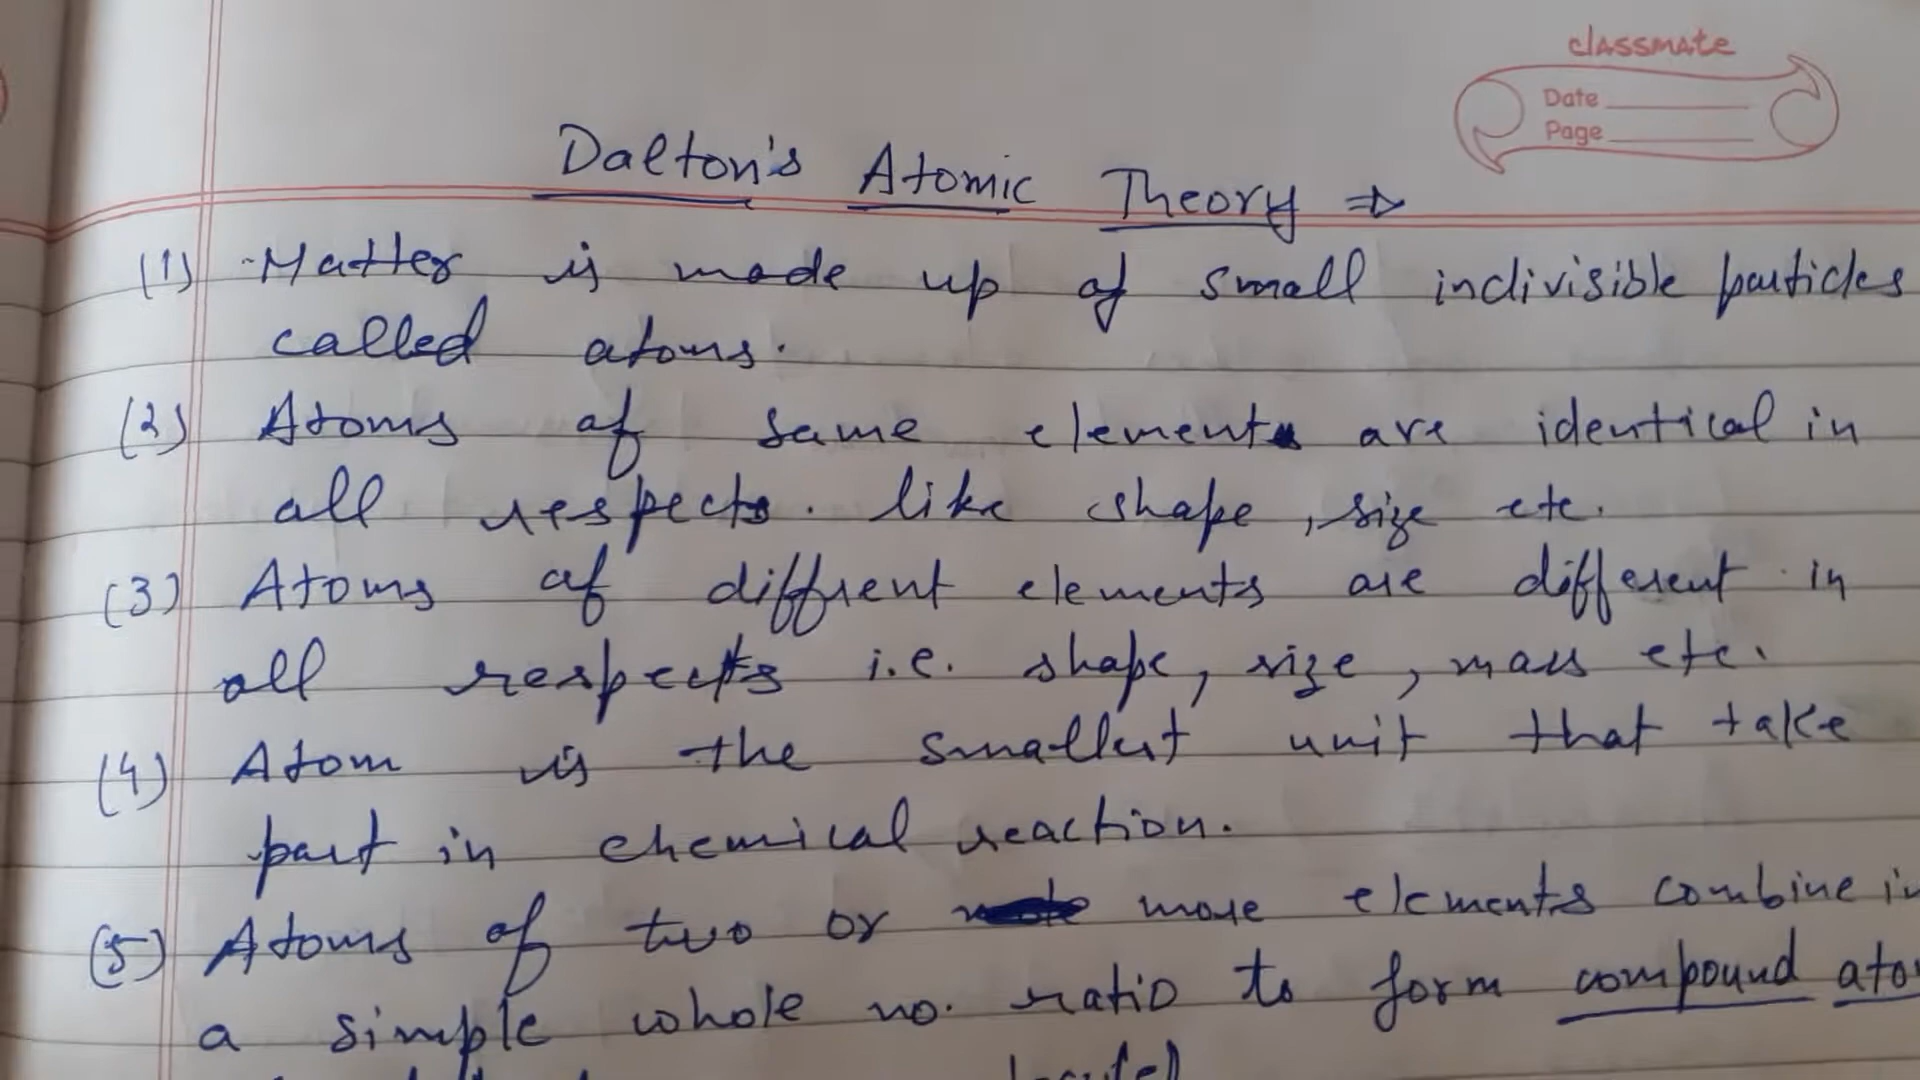 classmate
Date
Page
Dalton's Atomic Theory ⇒
(1) Matter is made up of small indivisible particles
called atoms.
(2) Atoms of same element are identical in
all respects. like shape, size etc.
(3) Atoms of diffrent elements are different in
all respects i.e. shape, size, mass etc.
(4) Atom is the smallest unit that take
part in chemical reaction.
(5) Atoms of two or more elements combine in
a simple whole no. ratio to form compound